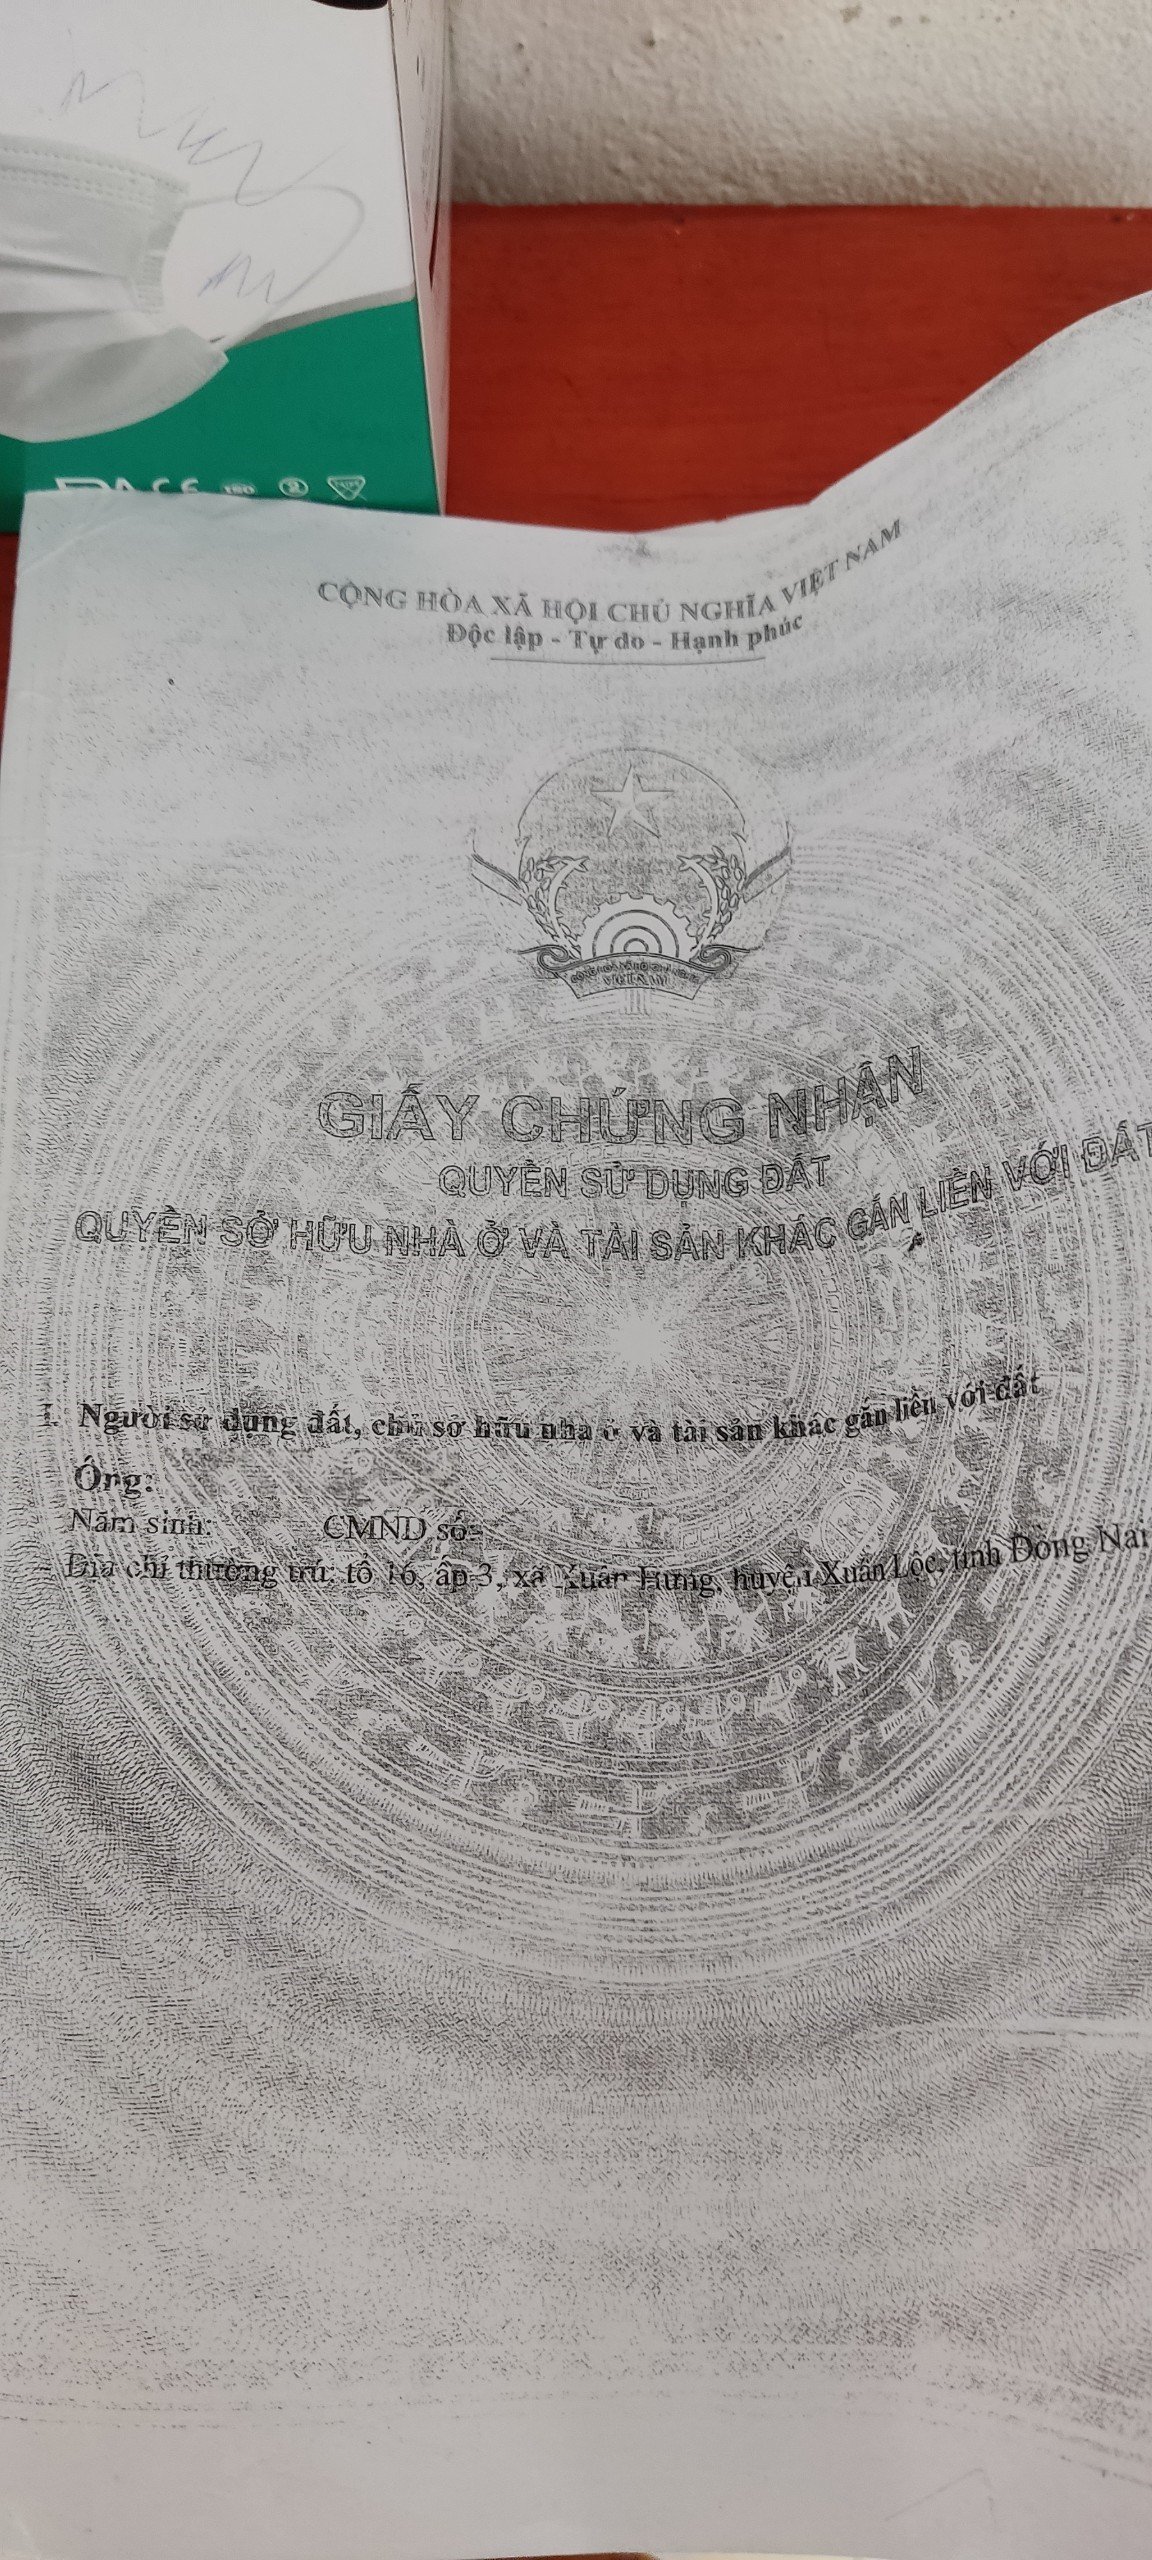 ISO
CỘNG HÒA XÃ HỘI CHỦ NGHĨA VIỆT NAM
Độc lập - Tự do - Hạnh phúc
VIỆT NAM
GIẤY CHỨNG NHẬN
QUYỀN SỬ DỤNG ĐẤT
QUYỀN SỞ HỮU NHÀ Ở VÀ TÀI SẢN KHÁC GẮN LIỀN VỚI ĐẤT
I. Người sử dụng đất, chủ sở hữu nhà ở và tài sản khác gắn liền với đất
Ông:
Năm sinh: CMND số:
Địa chỉ thường trú: tổ 16, ấp 3, xã Xuân Hưng, huyện Xuân Lộc, tỉnh Đồng Nai